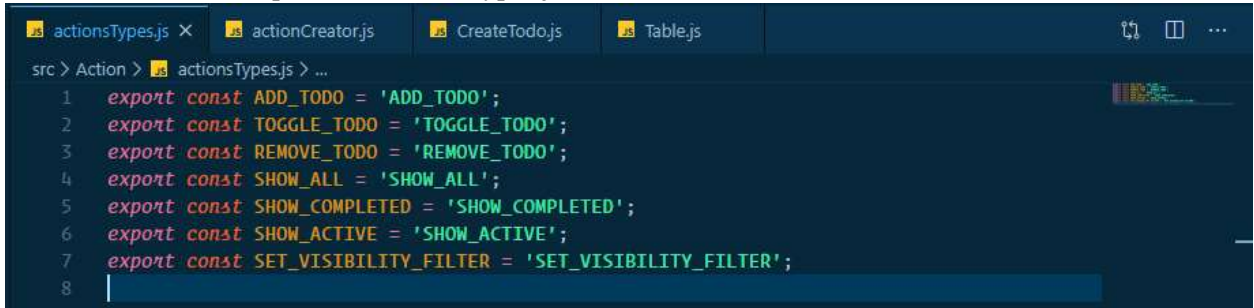 actionsTypes.js × actionCreator.js CreateTodo.js Table.js
src > Action > actionsTypes.js > ...
1 export const ADD_TODO = 'ADD_TODO';
2 export const TOGGLE_TODO = 'TOGGLE_TODO';
3 export const REMOVE_TODO = 'REMOVE_TODO';
4 export const SHOW_ALL = 'SHOW_ALL';
5 export const SHOW_COMPLETED = 'SHOW_COMPLETED';
6 export const SHOW_ACTIVE = 'SHOW_ACTIVE';
7 export const SET_VISIBILITY_FILTER = 'SET_VISIBILITY_FILTER';
8